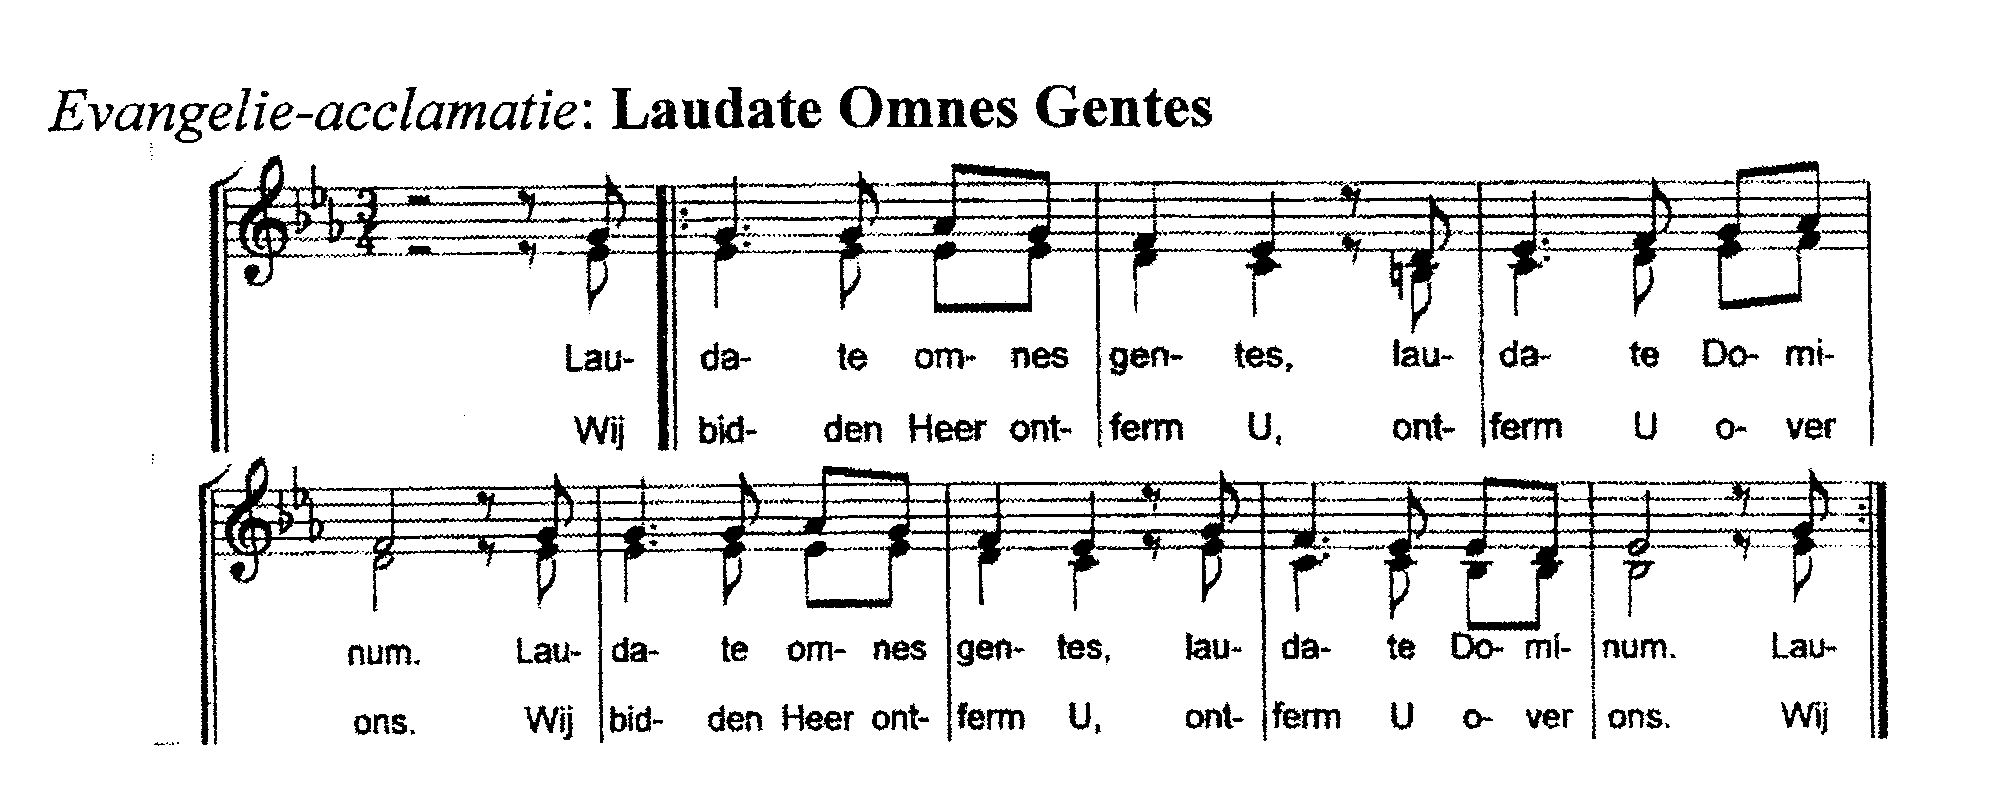 Evangelie-acclamatie: Laudate Omnes Gentes
3
4
Lau- da- te om- nes gen- tes, lau- da- te Do- mi-
Wij bid- den Heer ont- ferm U, ont- ferm U o- ver
num. Lau- da- te om- nes gen- tes, lau- da- te Do- mi- num. Lau-
ons. Wij bid- den Heer ont- ferm U, ont- ferm U o- ver ons. Wij